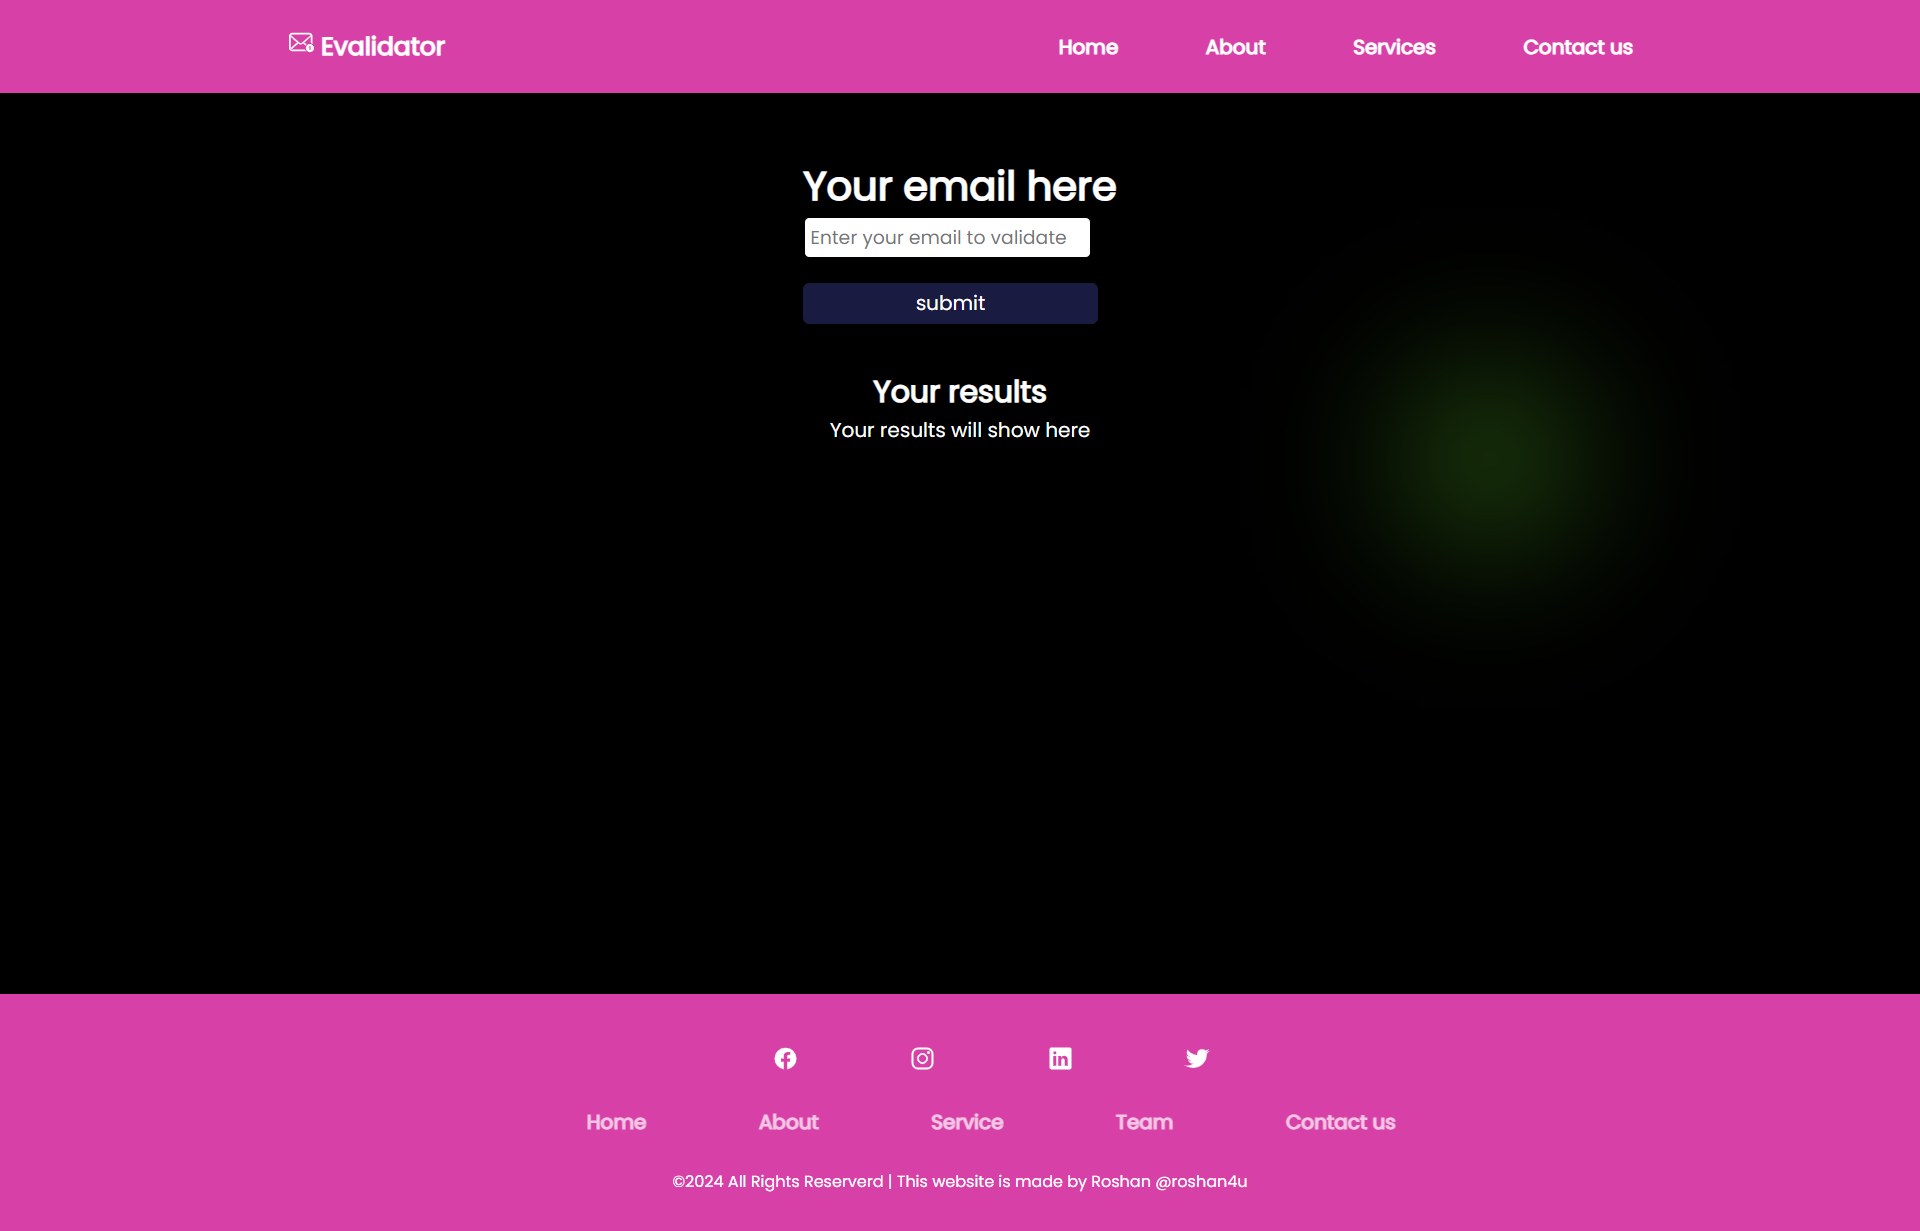 Evalidator
Home About Services Contact us
Your email here
Enter your email to validate
submit
Your results
Your results will show here
Home About Service Team Contact us
©2024 All Rights Reserverd | This website is made by Roshan @roshan4u